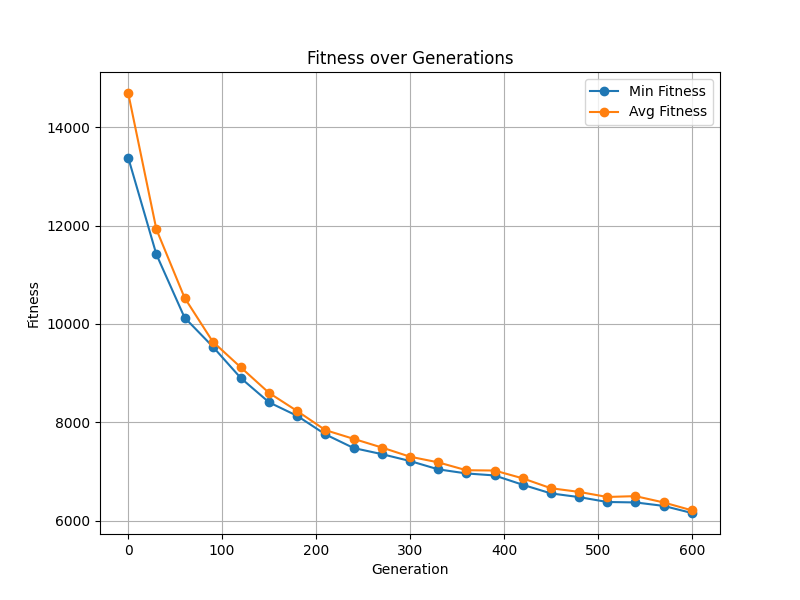 Fitness over Generations
Min Fitness
Avg Fitness
14000
12000
10000
8000
6000
Fitness
0 100 200 300 400 500 600
Generation